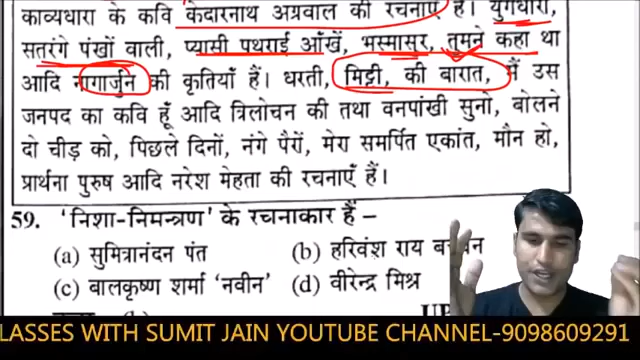 काव्यधारा के कवि केदारनाथ अग्रवाल की रचनाएँ हैं। युगधारा,
सतरंगे पंखों वाली, प्यासी पथराई आँखें, भस्मासुर, तुमने कहा था
आदि नागार्जुन की कृतियाँ हैं। धरती, मिट्टी की बारात, मैं उस
जनपद का कवि हूँ आदि त्रिलोचन की तथा वनपांखी सुनो, बोलने
दो चीड़ को, पिछले दिनों, नंगे पैरों, मेरा समर्पित एकांत, मौन हो,
प्रार्थना पुरुष आदि नरेश मेहता की रचनाएँ हैं।
59. 'निशा-निमन्त्रण' के रचनाकार हैं –
(a) सुमित्रानंदन पंत (b) हरिवंश राय
(c) बालकृष्ण शर्मा 'नवीन' (d) वीरेन्द्र मिश्र
UP
LASSES WITH SUMIT JAIN YOUTUBE CHANNEL-9098609291